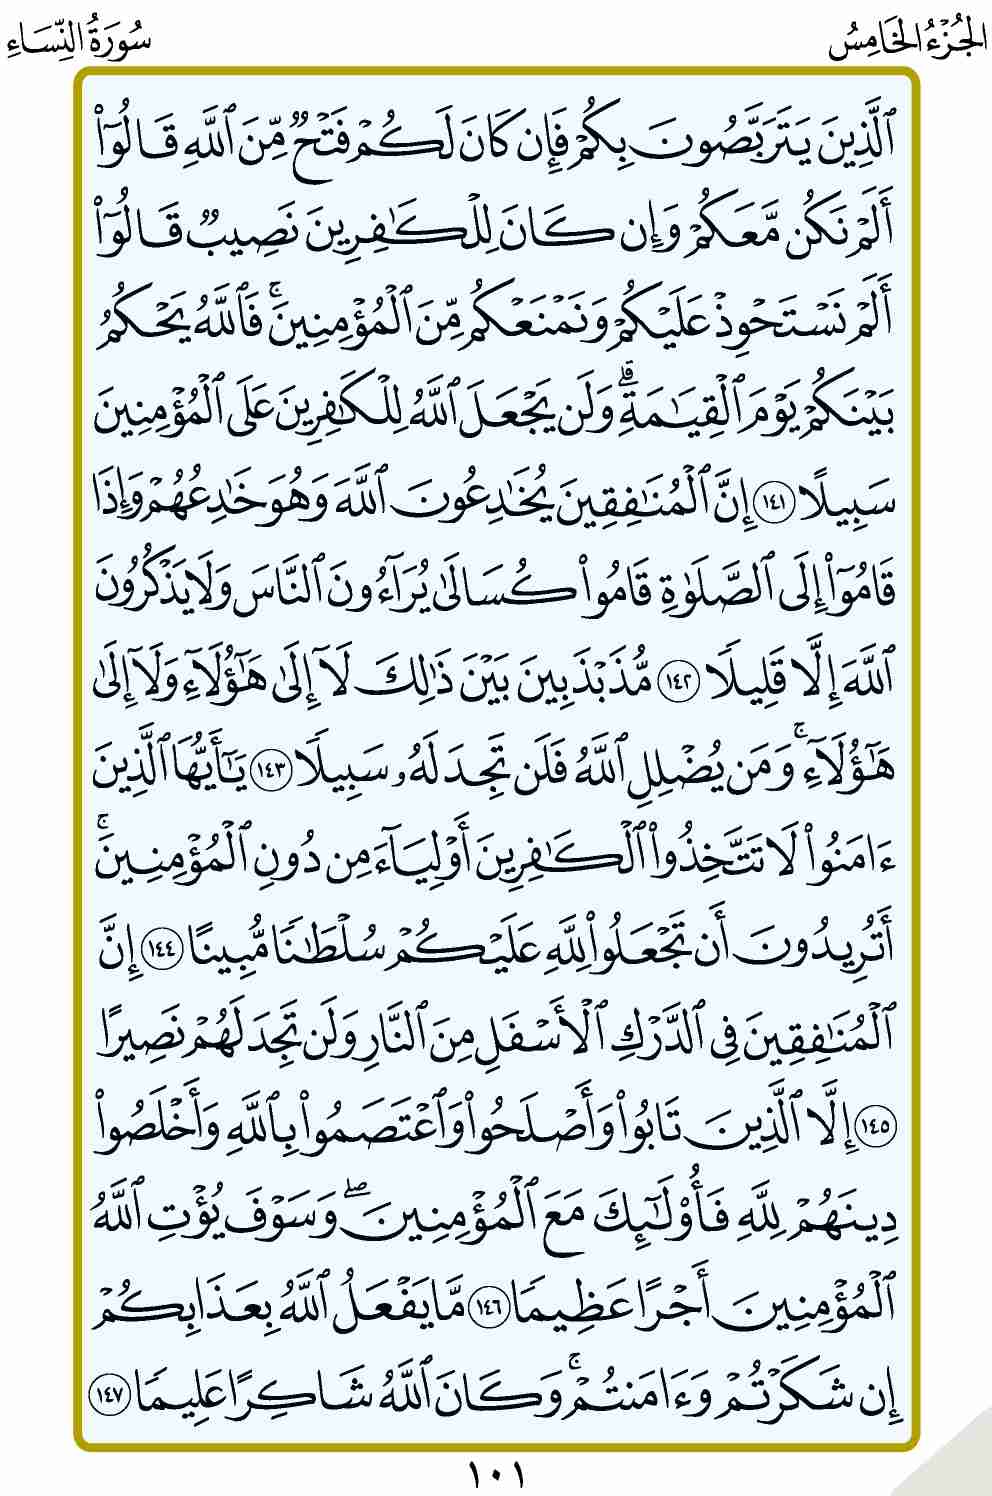 الجُزْءُ الخَامِسُ
سُورَةُ النِّسَاءِ
ٱلَّذِينَ يَتَرَبَّصُونَ بِكُمْ فَإِن كَانَ لَكُمْ فَتْحٌ مِّنَ ٱللَّهِ قَالُوٓا۟
أَلَمْ نَكُن مَّعَكُمْ وَإِن كَانَ لِلْكَـٰفِرِينَ نَصِيبٌ قَالُوٓا۟
أَلَمْ نَسْتَحْوِذْ عَلَيْكُمْ وَنَمْنَعْكُم مِّنَ ٱلْمُؤْمِنِينَ ۚ فَٱللَّهُ يَحْكُمُ
بَيْنَكُمْ يَوْمَ ٱلْقِيَـٰمَةِ ۗ وَلَن يَجْعَلَ ٱللَّهُ لِلْكَـٰفِرِينَ عَلَى ٱلْمُؤْمِنِينَ
سَبِيلًا ١٤١ إِنَّ ٱلْمُنَـٰفِقِينَ يُخَـٰدِعُونَ ٱللَّهَ وَهُوَ خَـٰدِعُهُمْ وَإِذَا
قَامُوٓا۟ إِلَى ٱلصَّلَوٰةِ قَامُوا۟ كُسَالَىٰ يُرَآءُونَ ٱلنَّاسَ وَلَا يَذْكُرُونَ
ٱللَّهَ إِلَّا قَلِيلًا ١٤٢ مُّذَبْذَبِينَ بَيْنَ ذَٰلِكَ لَآ إِلَىٰ هَـٰٓؤُلَآءِ وَلَآ إِلَىٰ
هَـٰٓؤُلَآءِ ۚ وَمَن يُضْلِلِ ٱللَّهُ فَلَن تَجِدَ لَهُۥ سَبِيلًا ١٤٣ يَـٰٓأَيُّهَا ٱلَّذِينَ
ءَامَنُوا۟ لَا تَتَّخِذُوا۟ ٱلْكَـٰفِرِينَ أَوْلِيَآءَ مِن دُونِ ٱلْمُؤْمِنِينَ ۚ
أَتُرِيدُونَ أَن تَجْعَلُوا۟ لِلَّهِ عَلَيْكُمْ سُلْطَـٰنًا مُّبِينًا ١٤٤ إِنَّ
ٱلْمُنَـٰفِقِينَ فِى ٱلدَّرْكِ ٱلْأَسْفَلِ مِنَ ٱلنَّارِ وَلَن تَجِدَ لَهُمْ نَصِيرًا
١٤٥ إِلَّا ٱلَّذِينَ تَابُوا۟ وَأَصْلَحُوا۟ وَٱعْتَصَمُوا۟ بِٱللَّهِ وَأَخْلَصُوا۟
دِينَهُمْ لِلَّهِ فَأُو۟لَـٰٓئِكَ مَعَ ٱلْمُؤْمِنِينَ ۖ وَسَوْفَ يُؤْتِ ٱللَّهُ
ٱلْمُؤْمِنِينَ أَجْرًا عَظِيمًا ١٤٦ مَّا يَفْعَلُ ٱللَّهُ بِعَذَابِكُمْ
إِن شَكَرْتُمْ وَءَامَنتُمْ ۚ وَكَانَ ٱللَّهُ شَاكِرًا عَلِيمًا ١٤٧
١٠١